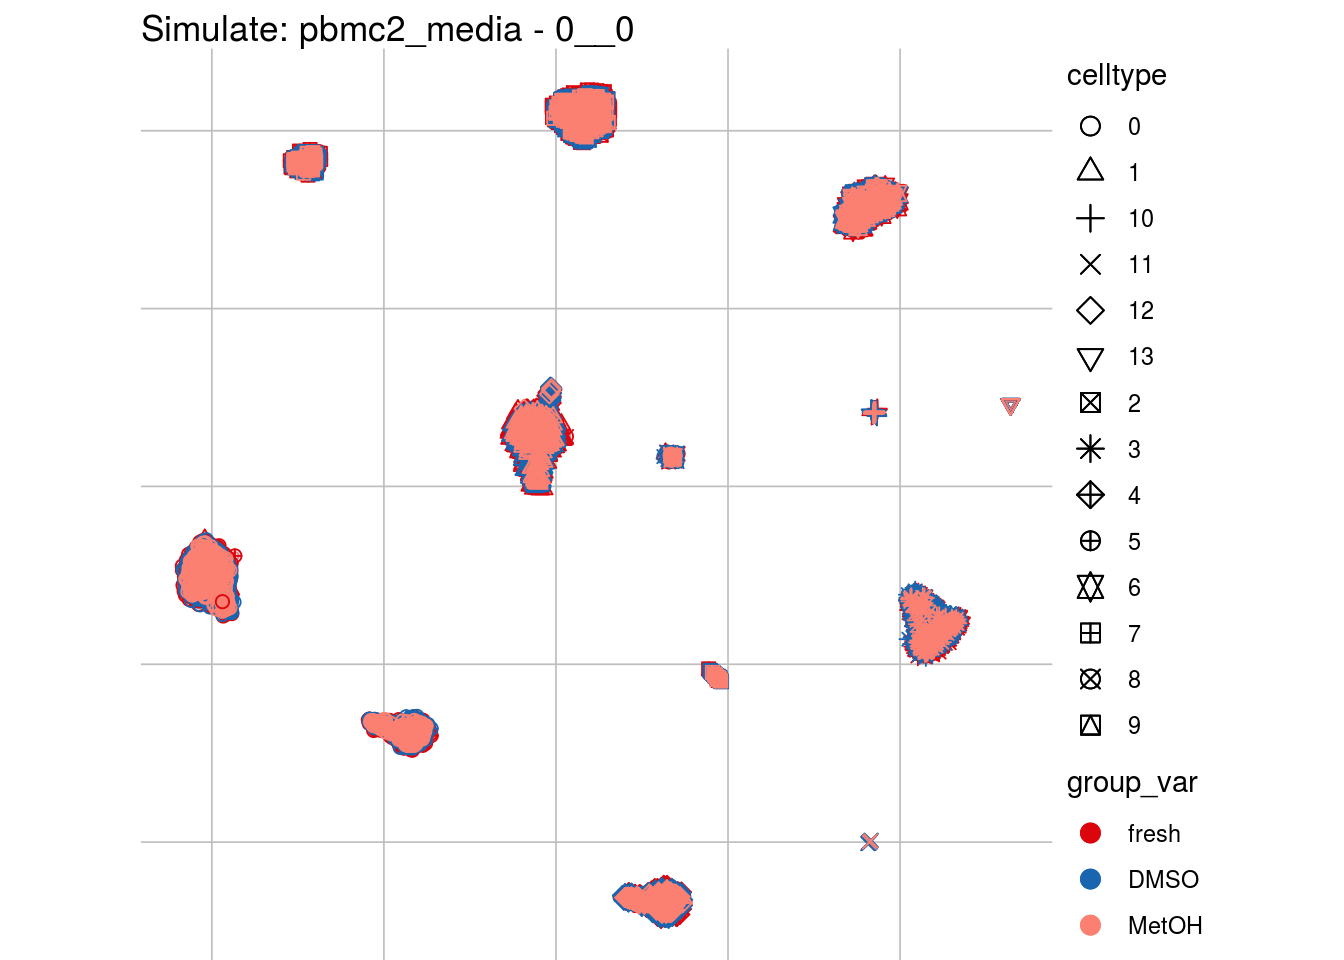 Simulate: pbmc2_media - 0__0
celltype
0
1
10
11
12
13
2
3
4
5
6
7
8
9
group_var
fresh
DMSO
MetOH